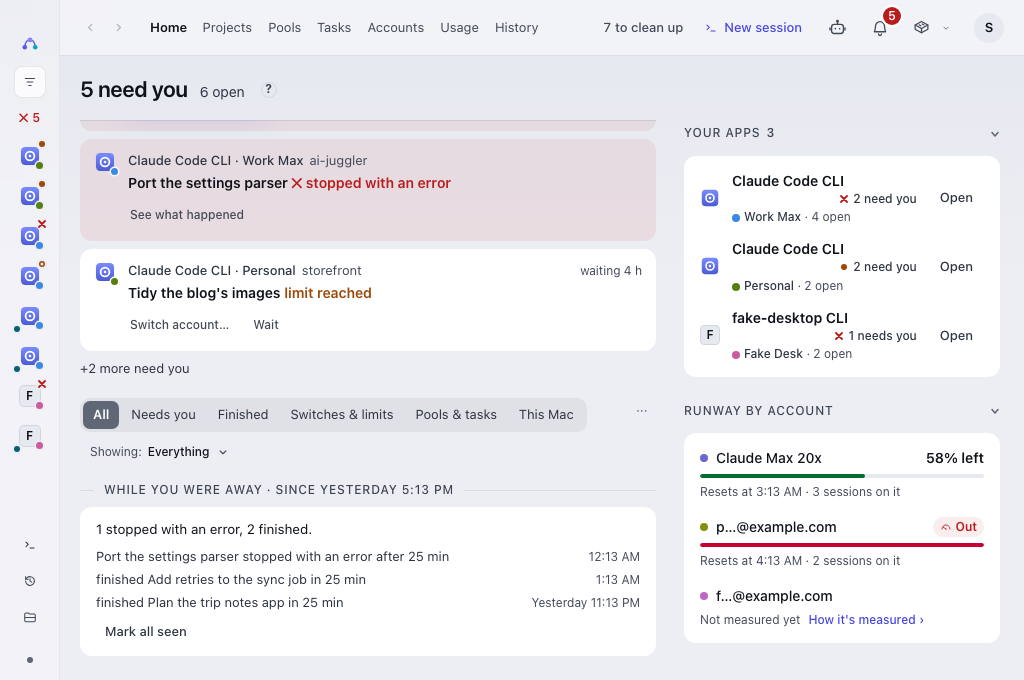 Home Projects Pools Tasks Accounts Usage History 7 to clean up New session 5 S
5 need you 6 open ?
5
Claude Code CLI · Work Max ai-juggler
Port the settings parser stopped with an error
See what happened
Claude Code CLI · Personal storefront waiting 4 h
Tidy the blog's images limit reached
Switch account... Wait
+2 more need you
All Needs you Finished Switches & limits Pools & tasks This Mac ...
Showing: Everything
WHILE YOU WERE AWAY · SINCE YESTERDAY 5:13 PM
1 stopped with an error, 2 finished.
Port the settings parser stopped with an error after 25 min 12:13 AM
finished Add retries to the sync job in 25 min 1:13 AM
finished Plan the trip notes app in 25 min Yesterday 11:13 PM
Mark all seen
YOUR APPS 3
Claude Code CLI
2 need you Open
Work Max · 4 open
Claude Code CLI
2 need you Open
Personal · 2 open
fake-desktop CLI
F 1 needs you Open
Fake Desk · 2 open
RUNWAY BY ACCOUNT
Claude Max 20x 58% left
Resets at 3:13 AM · 3 sessions on it
p...@example.com Out
Resets at 4:13 AM · 2 sessions on it
f...@example.com
Not measured yet How it's measured ›
F
F